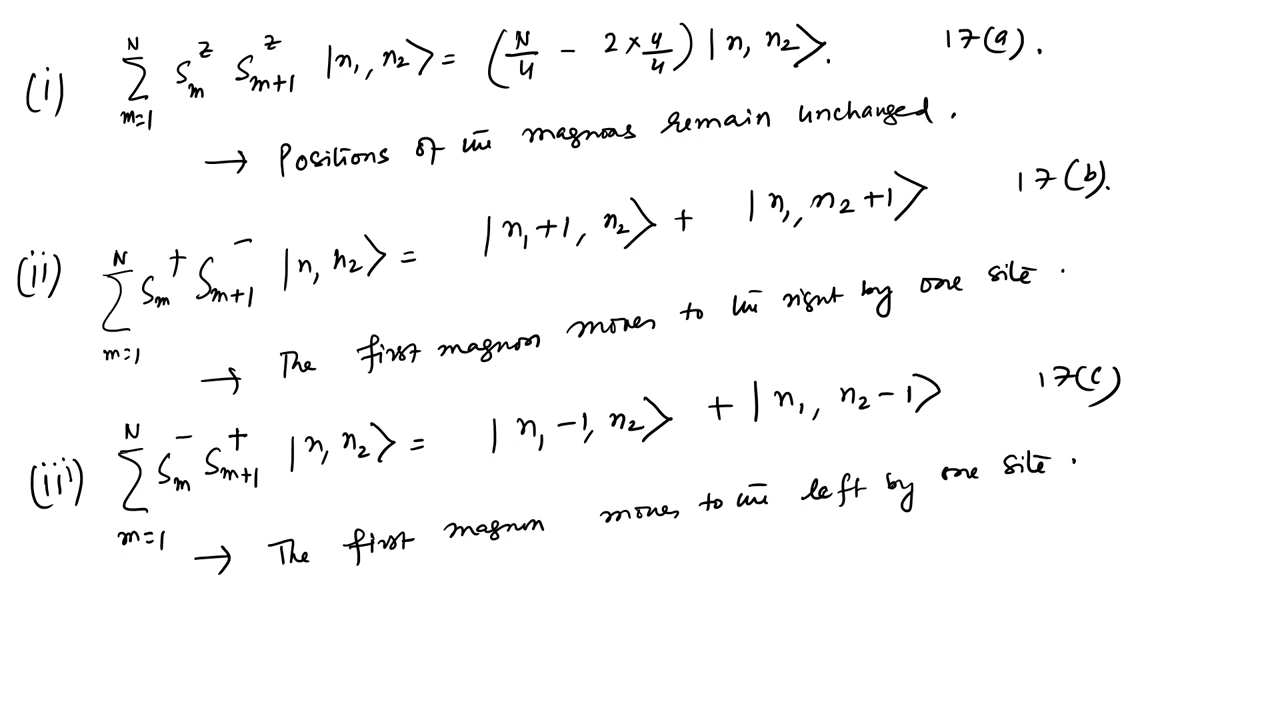 (i) \sum_{m=1}^{N} S_m^z S_{m+1}^z |n_1, n_2> = (N/4 - 2×4/4) |n, n_2>. 17(a).
→ Positions of the magnons remain unchanged.
(ii) \sum_{m=1}^{N} S_m^+ S_{m+1}^- |n, n_2> = |n_1+1, n_2> + |n_1, n_2+1> 17(b).
→ The first magnon moves to the right by one site.
(iii) \sum_{m=1}^{N} S_m^- S_{m+1}^+ |n, n_2> = |n_1-1, n_2> + |n_1, n_2-1> 17(c)
→ The first magnon moves to the left by one site.